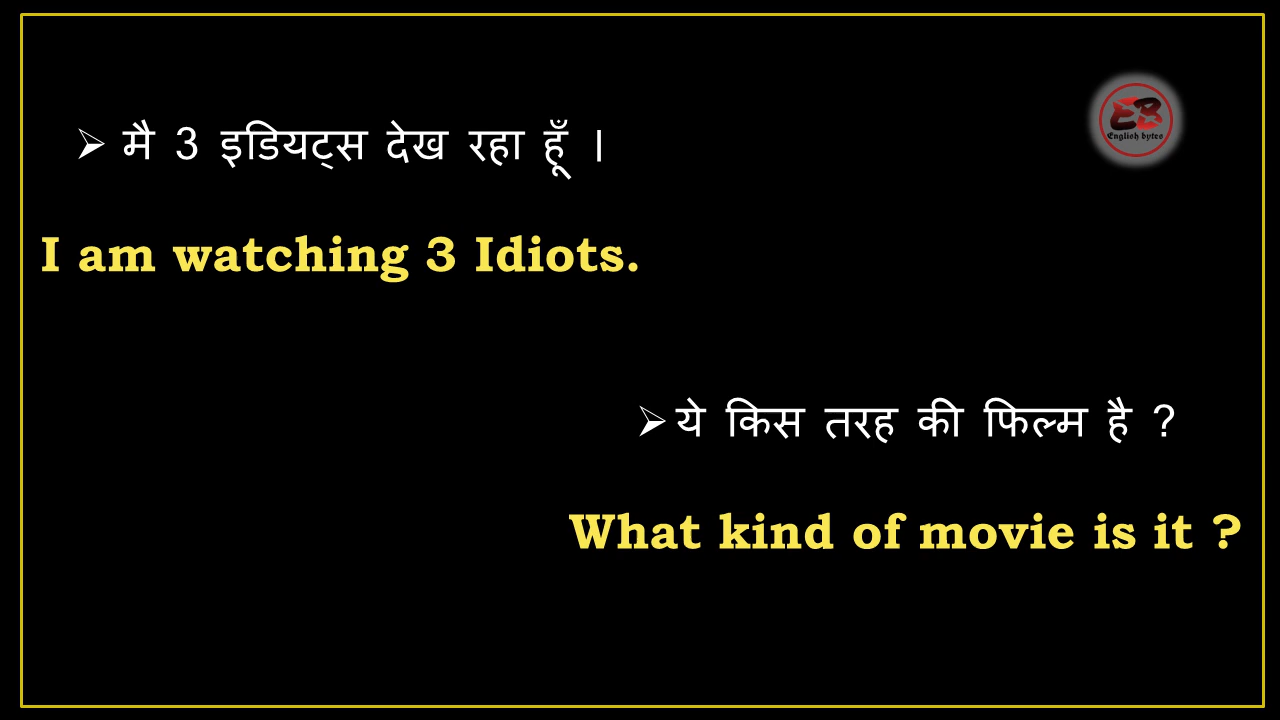 मै 3 इडियट्स देख रहा हूँ ।
EB
English bytes
I am watching 3 Idiots.
ये किस तरह की फिल्म है ?
What kind of movie is it ?